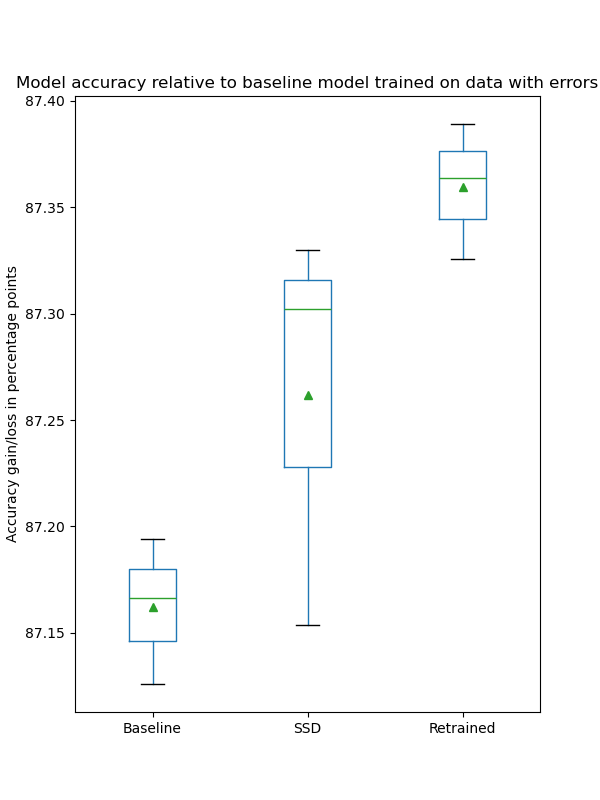 Model accuracy relative to baseline model trained on data with errors
Accuracy gain/loss in percentage points
87.40
87.35
87.30
87.25
87.20
87.15
Baseline SSD Retrained